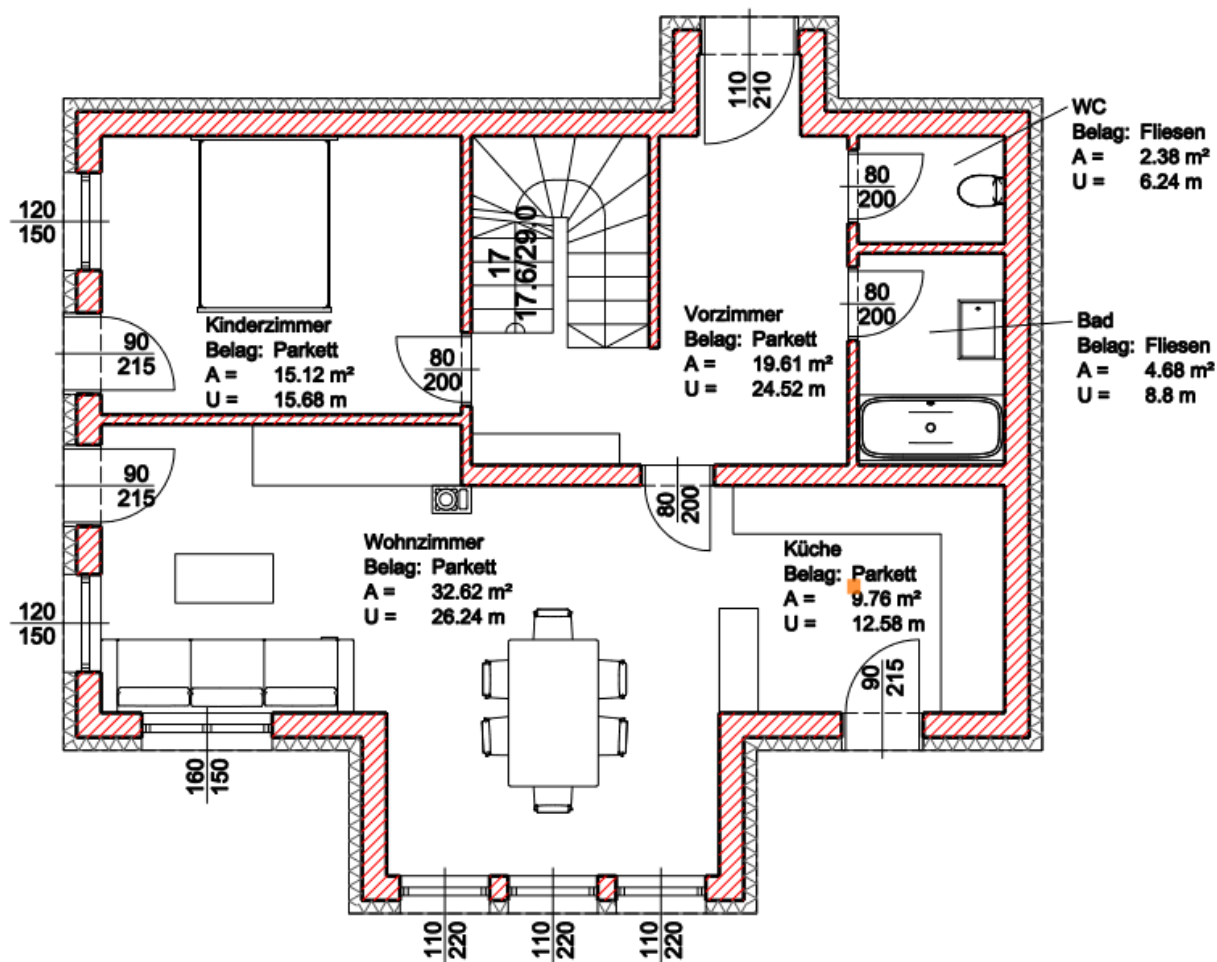 110
210
WC
Belag: Fliesen
A = 2.38 m²
U = 6.24 m
80
200
120
150
17
17.6/29.0
80
200
Kinderzimmer
Belag: Parkett
A = 15.12 m²
U = 15.68 m
Vorzimmer
Belag: Parkett
A = 19.61 m²
U = 24.52 m
Bad
Belag: Fliesen
A = 4.68 m²
U = 8.8 m
90
215
80
200
90
215
80
200
Wohnzimmer
Belag: Parkett
A = 32.62 m²
U = 26.24 m
Küche
Belag: Parkett
A = 9.76 m²
U = 12.58 m
120
150
90
215
160
150
110
220
110
220
110
220